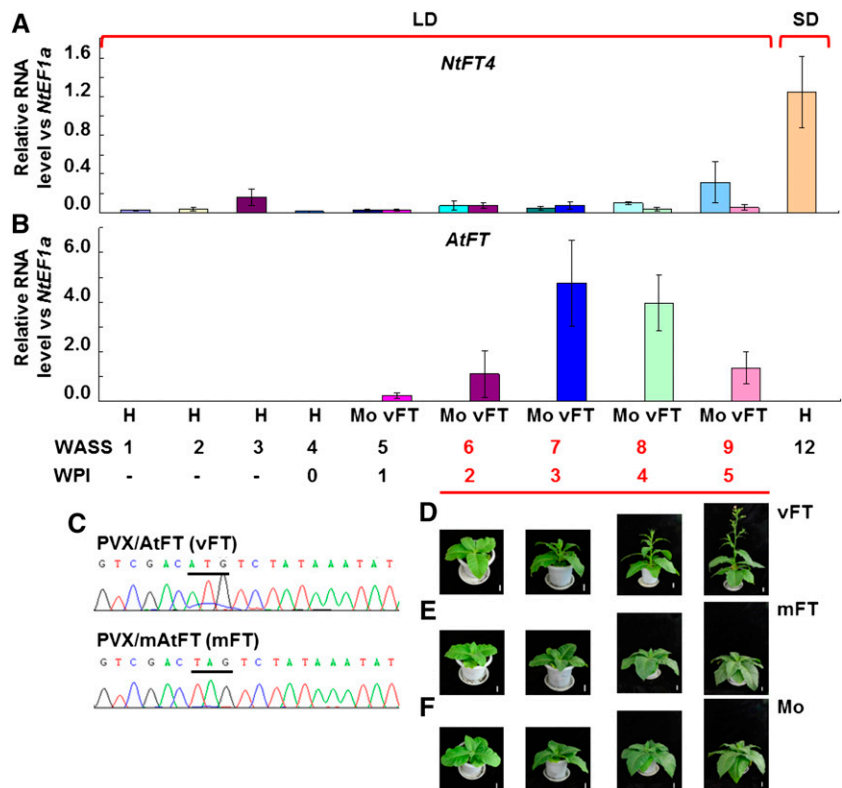 A
LD
SD
NtFT4
Relative RNA
level vs NtEF1a
1.6
1.2
0.8
0.4
0.0
B
AtFT
Relative RNA
level vs NtEF1a
6.0
4.0
2.0
0.0
H H H H Mo vFT Mo vFT Mo vFT Mo vFT Mo vFT H
WASS 1 2 3 4 5 6 7 8 9 12
WPI - - - 0 1 2 3 4 5
C
PVX/AtFT (vFT)
G T C G A C A T G T C T A T A A A T A T
PVX/mAtFT (mFT)
G T C G A C T A G T C T A T A A A T A T
D
vFT
E
mFT
F
Mo